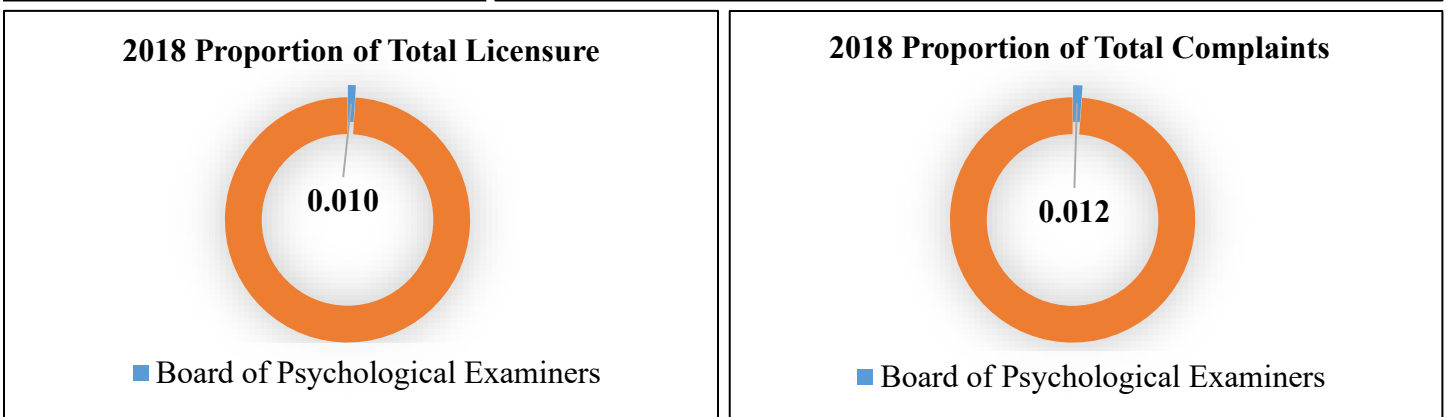 2018 Proportion of Total Licensure
0.010
Board of Psychological Examiners
2018 Proportion of Total Complaints
0.012
Board of Psychological Examiners